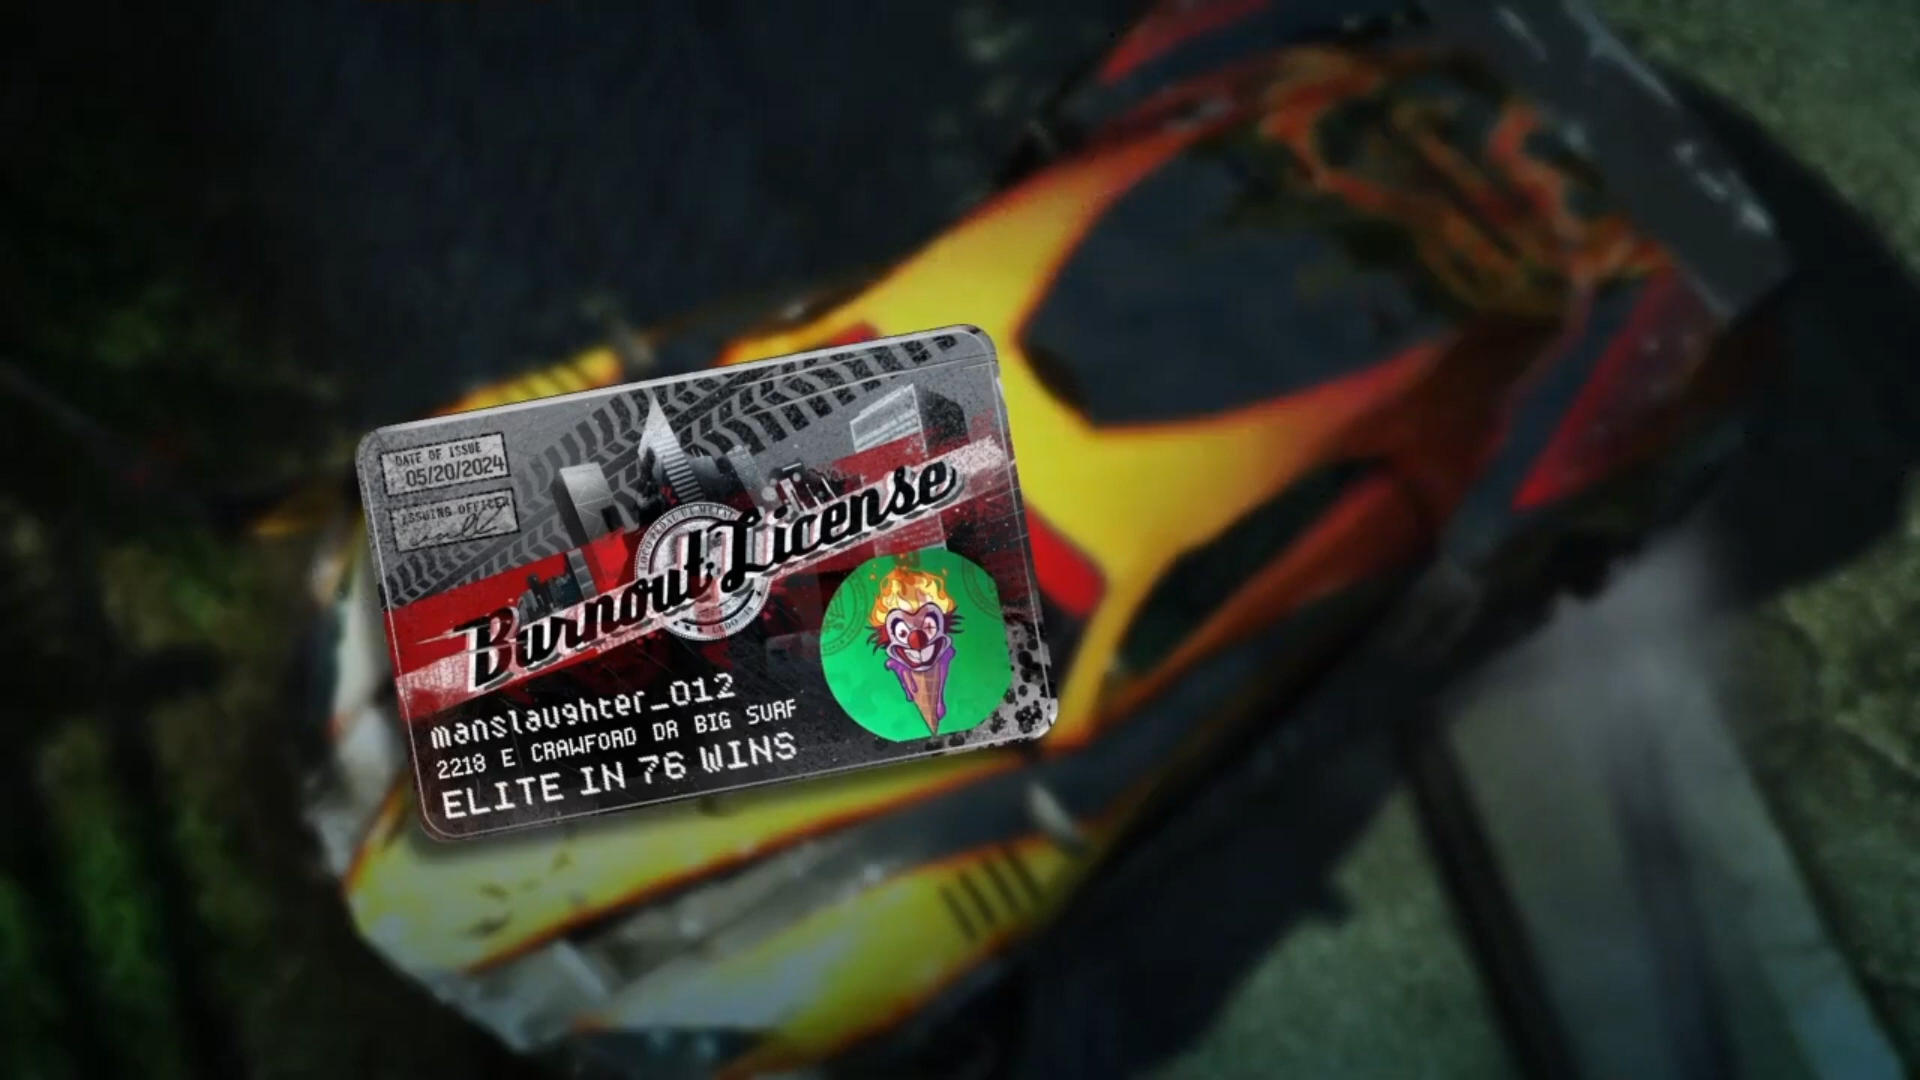 DATE OF ISSUE
05/20/2024
ISSUING OFFICER
Burnout License
manslaughter_012
2218 E CRAWFORD DR BIG SURF
ELITE IN 76 WINS